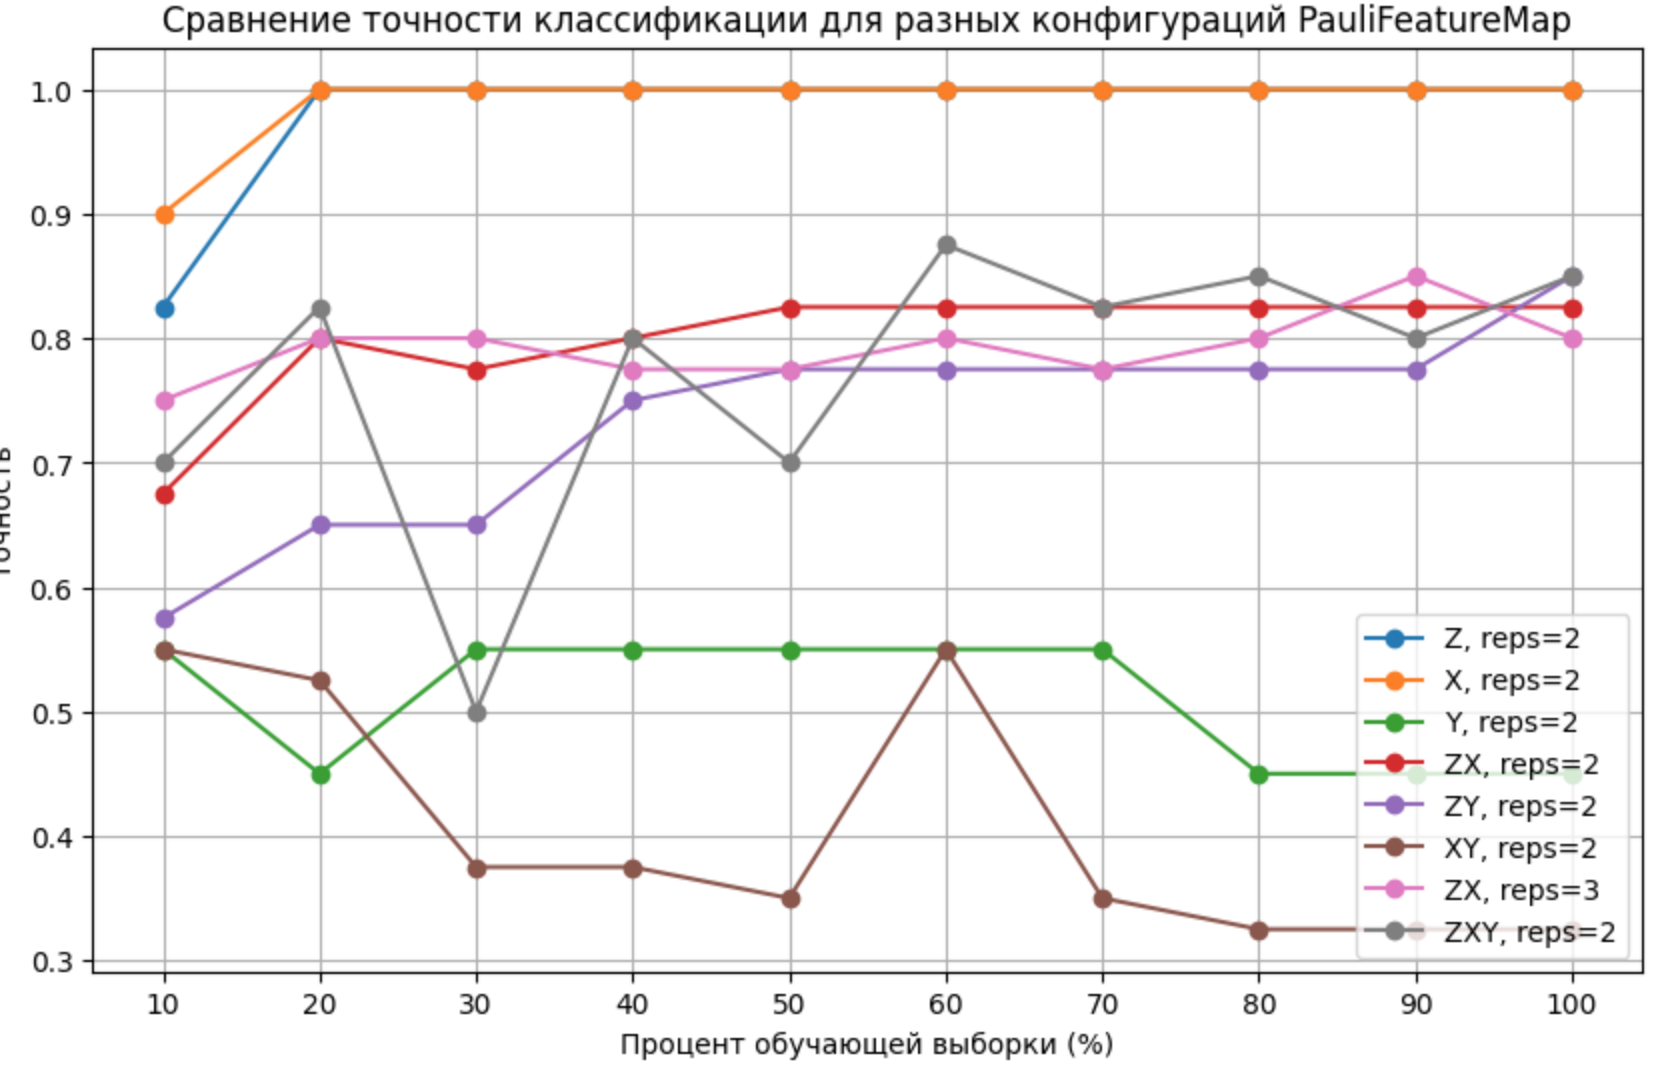 Сравнение точности классификации для разных конфигураций PauliFeatureMap
1.0
0.9
0.8
0.7
0.6
0.5
0.4
0.3
Z, reps=2
X, reps=2
Y, reps=2
ZX, reps=2
ZY, reps=2
XY, reps=2
ZX, reps=3
ZXY, reps=2
10 20 30 40 50 60 70 80 90 100
Процент обучающей выборки (%)